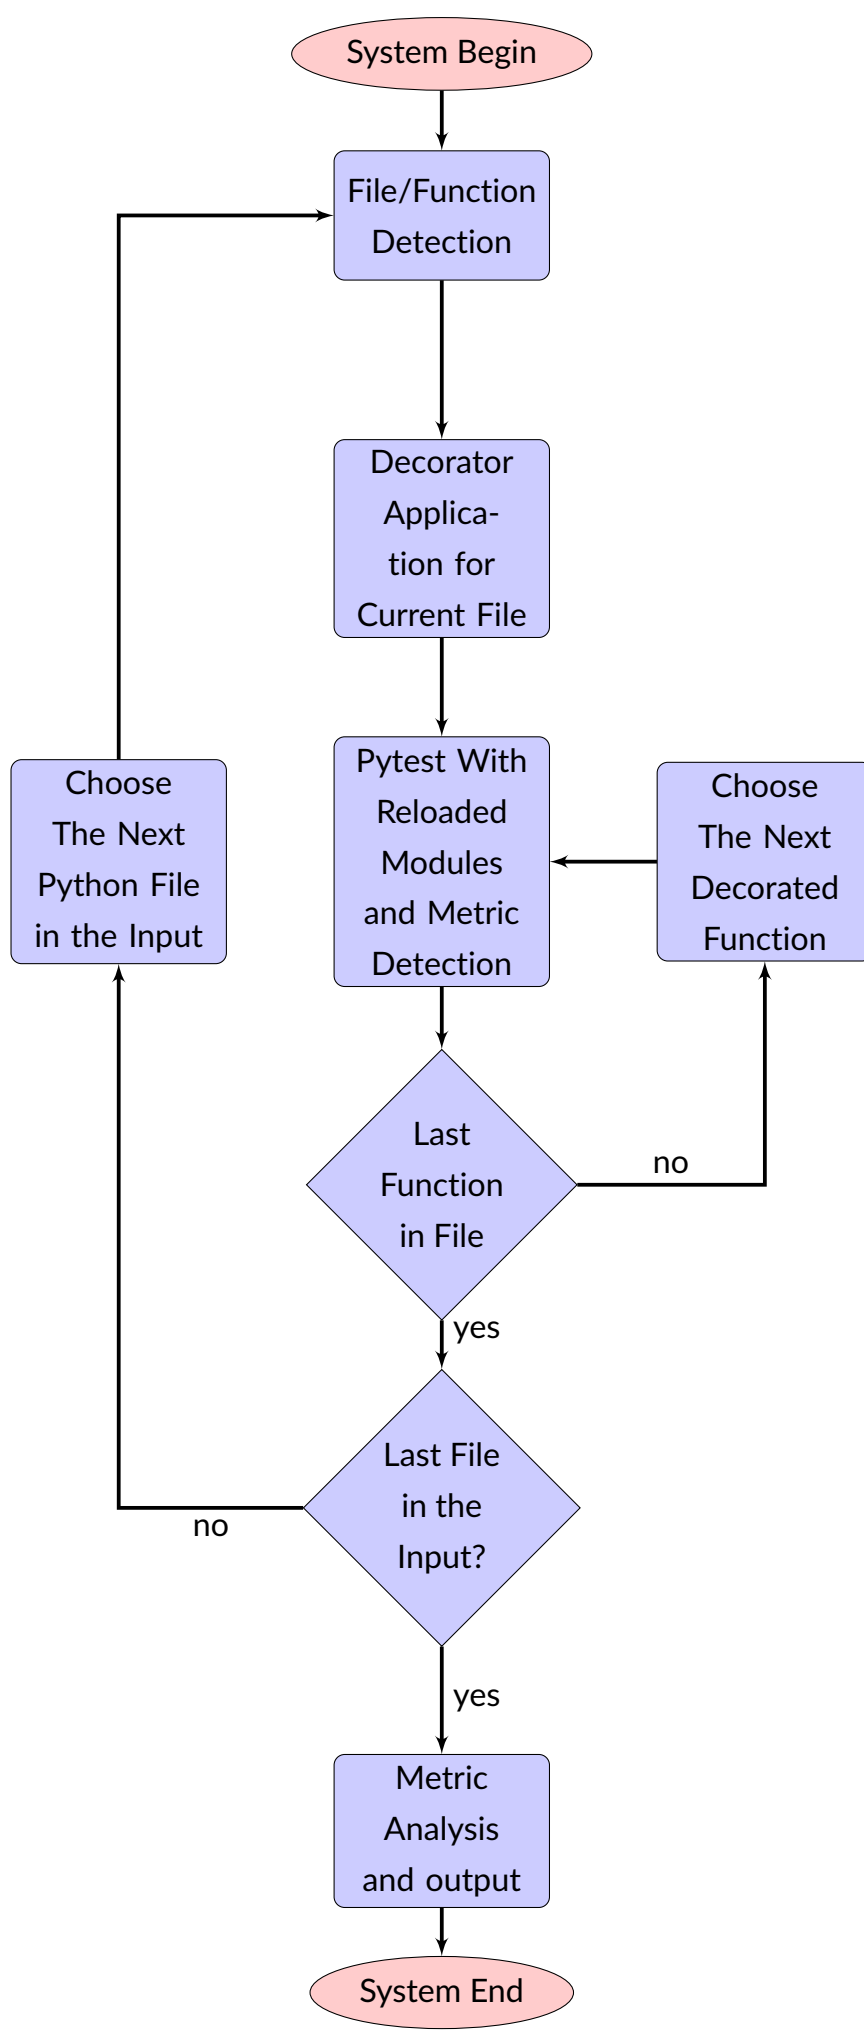 System Begin
File/Function
Detection
Decorator
Applica-
tion for
Current File
Choose
The Next
Python File
in the Input
Pytest With
Reloaded
Modules
and Metric
Detection
Choose
The Next
Decorated
Function
Last
Function
in File
no
yes
Last File
in the
Input?
no
yes
Metric
Analysis
and output
System End